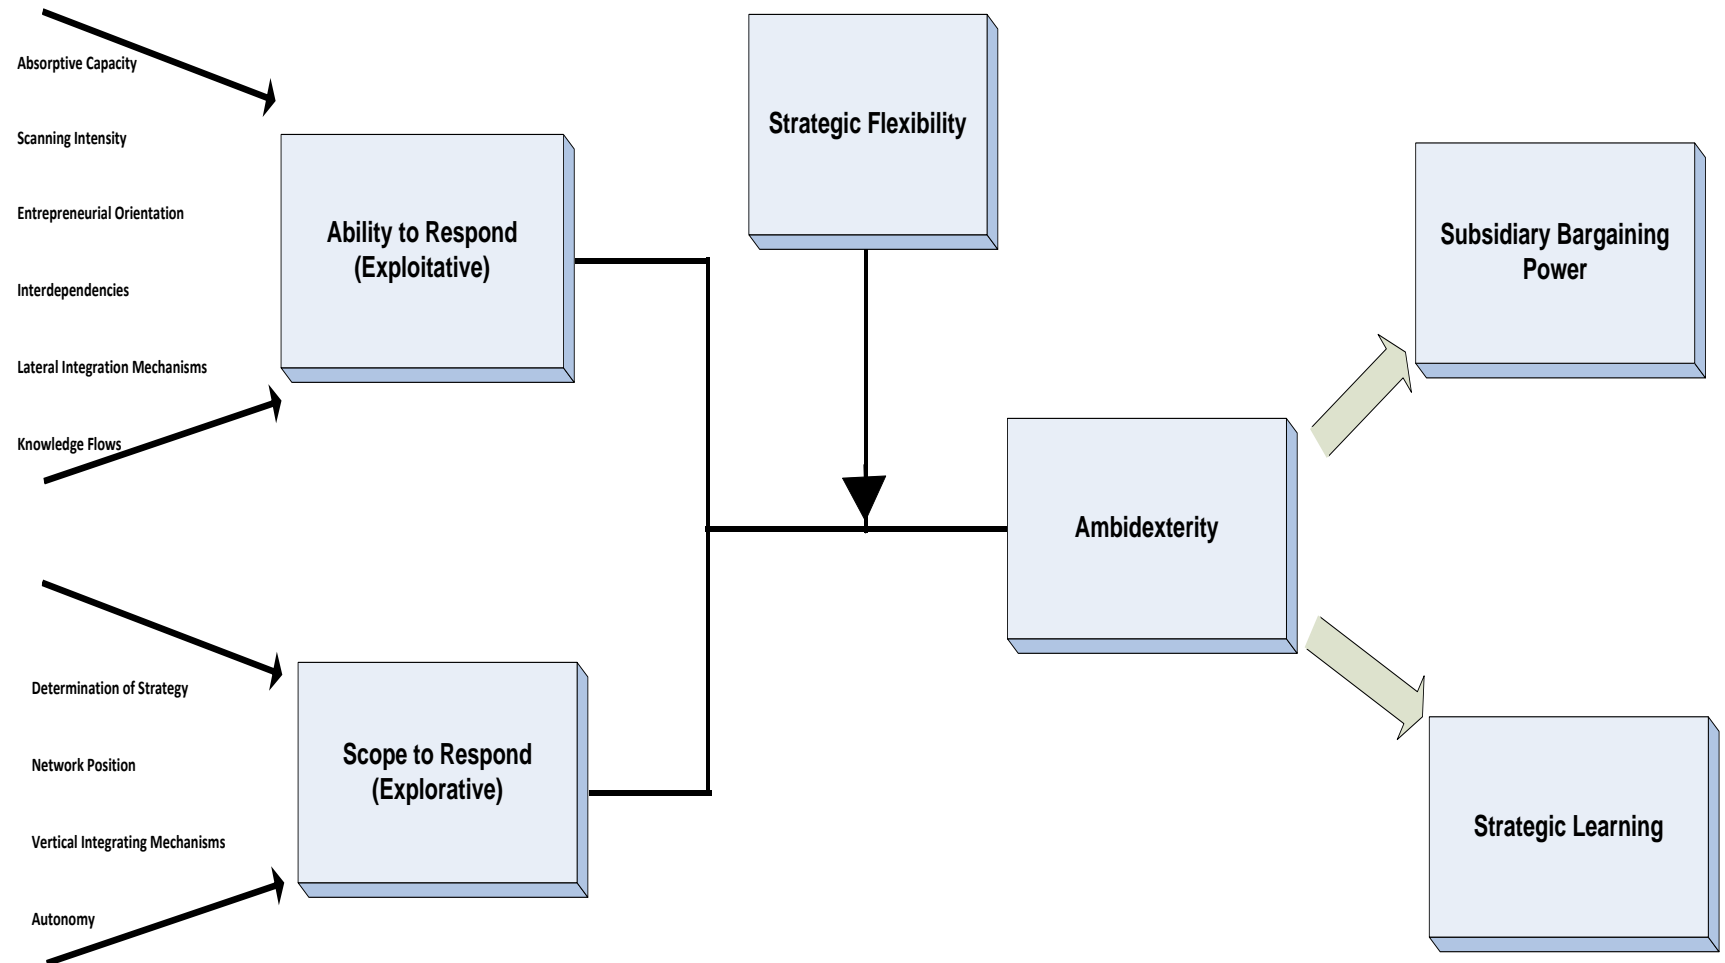 Absorptive Capacity
Scanning Intensity
Entrepreneurial Orientation
Interdependencies
Lateral Integration Mechanisms
Knowledge Flows
Ability to Respond
(Exploitative)
Strategic Flexibility
Determination of Strategy
Network Position
Vertical Integrating Mechanisms
Autonomy
Scope to Respond
(Explorative)
Ambidexterity
Subsidiary Bargaining
Power
Strategic Learning